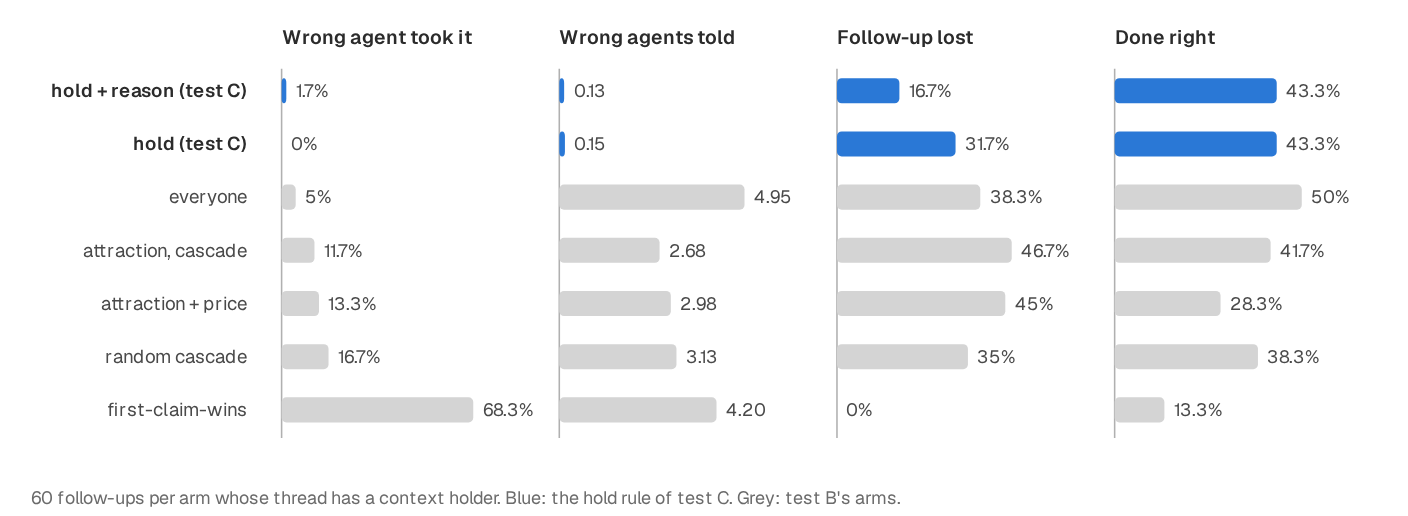 Wrong agent took it Wrong agents told Follow-up lost Done right
hold + reason (test C) 1.7% 0.13 16.7% 43.3%
hold (test C) 0% 0.15 31.7% 43.3%
everyone 5% 4.95 38.3% 50%
attraction, cascade 11.7% 2.68 46.7% 41.7%
attraction + price 13.3% 2.98 45% 28.3%
random cascade 16.7% 3.13 35% 38.3%
first-claim-wins 68.3% 4.20 0% 13.3%
60 follow-ups per arm whose thread has a context holder. Blue: the hold rule of test C. Grey: test B's arms.